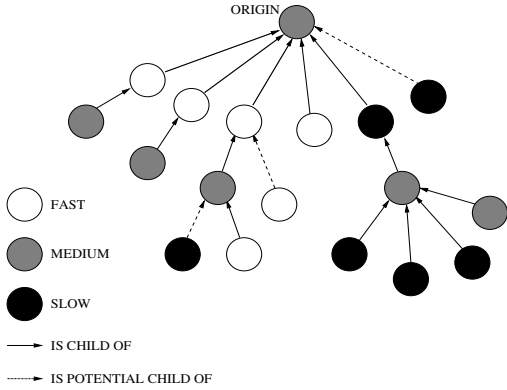 ORIGIN
FAST
MEDIUM
SLOW
IS CHILD OF
IS POTENTIAL CHILD OF